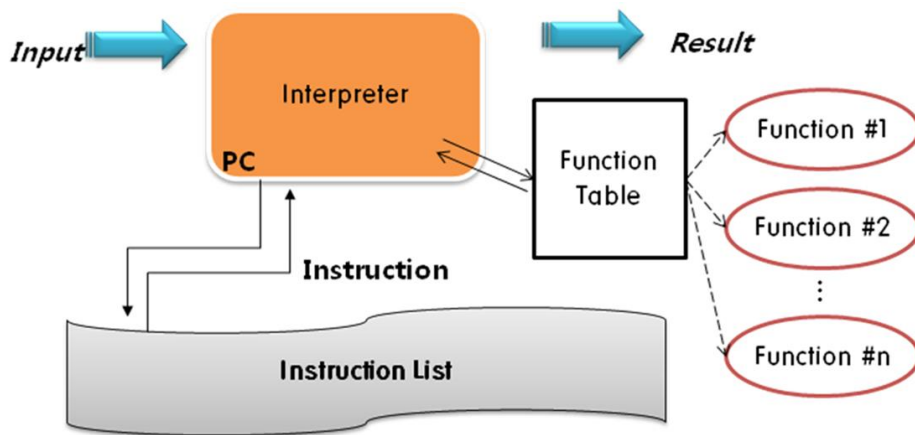 Input
Result
Interpreter
PC
Function
Table
Function #1
Function #2
⋮
Function #n
Instruction
Instruction List